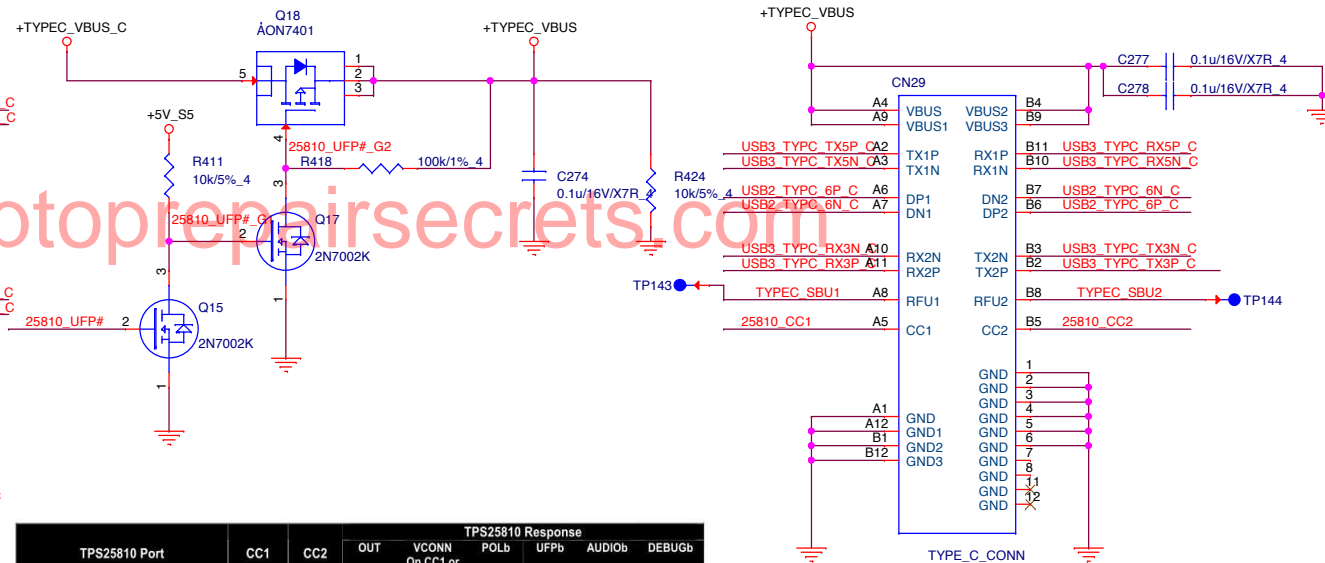 +TYPEC_VBUS_C
Q18
AON7401
+TYPEC_VBUS
5
1
2
3
4
+5V_S5
R411
10k/5%_4
25810_UFP#_G2
R418
100k/1%_4
C274
0.1u/16V/X7R_4
R424
10k/5%_4
25810_UFP#_G1
2
3
Q17
2N7002K
1
3
Q15
25810_UFP#
2
2N7002K
1
C
C
C
C
otoprepairsecrets.com
+TYPEC_VBUS
C277
0.1u/16V/X7R_4
C278
0.1u/16V/X7R_4
CN29
A4 VBUS VBUS2 B4
A9 VBUS1 VBUS3 B9
USB3_TYPC_TX5P_C A2 TX1P RX1P B11 USB3_TYPC_RX5P_C
USB3_TYPC_TX5N_C A3 TX1N RX1N B10 USB3_TYPC_RX5N_C
USB2_TYPC_6P_C A6 DP1 DN2 B7 USB2_TYPC_6N_C
USB2_TYPC_6N_C A7 DN1 DP2 B6 USB2_TYPC_6P_C
USB3_TYPC_RX3N_C A10 RX2N TX2N B3 USB3_TYPC_TX3N_C
USB3_TYPC_RX3P_C A11 RX2P TX2P B2 USB3_TYPC_TX3P_C
TP143 TYPEC_SBU1 A8 RFU1 RFU2 B8 TYPEC_SBU2 TP144
25810_CC1 A5 CC1 CC2 B5 25810_CC2
GND 1
GND 2
GND 3
A1 GND GND 4
A12 GND1 GND 5
B1 GND2 GND 6
B12 GND3 GND 7
GND 8
GND 11
GND 12
TYPE_C_CONN
TPS25810 Response
TPS25810 Port CC1 CC2 OUT VCONN POLb UFPb AUDIOb DEBUGb
On CC1 or